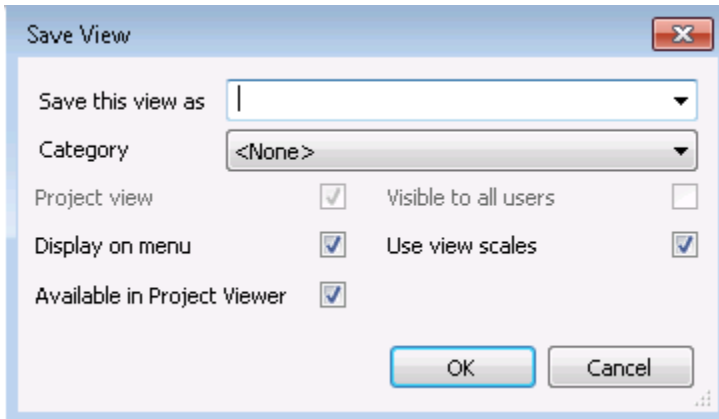 Save View
Save this view as
Category <None>
Project view Visible to all users
Display on menu Use view scales
Available in Project Viewer
OK Cancel